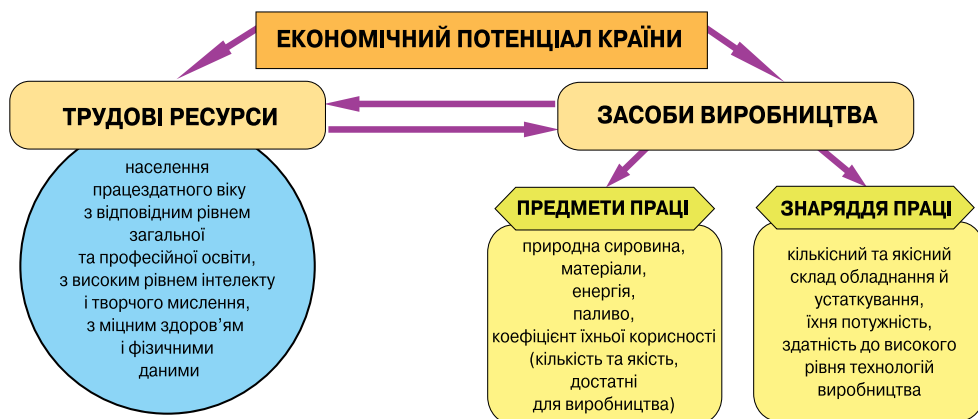 ЕКОНОМІЧНИЙ ПОТЕНЦІАЛ КРАЇНИ
ТРУДОВІ РЕСУРСИ
населення
працездатного віку
з відповідним рівнем
загальної
та професійної освіти,
з високим рівнем інтелекту
і творчого мислення,
з міцним здоров’ям
і фізичними
даними
ЗАСОБИ ВИРОБНИЦТВА
ПРЕДМЕТИ ПРАЦІ
природна сировина,
матеріали,
енергія,
паливо,
коефіцієнт їхньої корисності
(кількість та якість,
достатні
для виробництва)
ЗНАРЯДДЯ ПРАЦІ
кількісний та якісний
склад обладнання й
устаткування,
їхня потужність,
здатність до високого
рівня технологій
виробництва